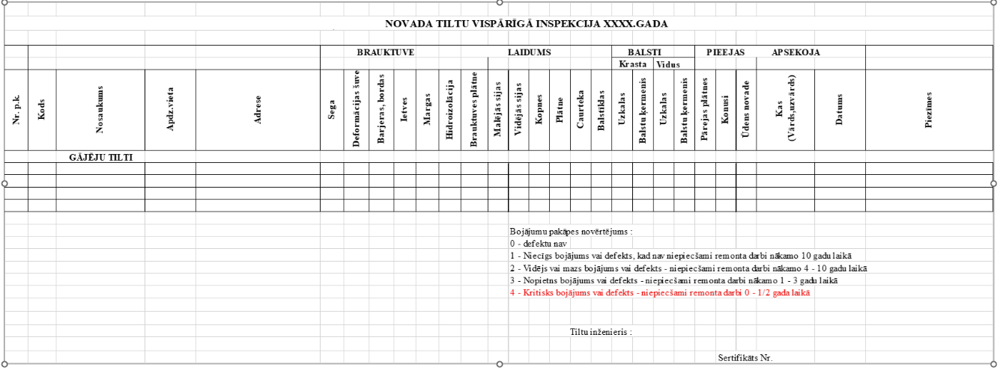 NOVADA TILTU VISPĀRĪGĀ INSPEKCIJA XXXX.GADA
BRAUKTUVE LAIDUMS BALSTI PIEEJAS APSEKOJA
Krasta Vidus
Nr. p.k.
Kods
Nosaukums
Apdz.vieta
Adrese
Sega
Deformācijas šuve
Barjeras, bordas
Ietves
Margas
Hidroizolācija
Brauktuves plātne
Malējās sijas
Vidējās sijas
Kopnes
Plātne
Caurteka
Balstīklas
Uzkalas
Balstu ķermenis
Uzkalas
Balstu ķermenis
Pārejas plātnes
Konusi
Ūdens novade
Kas
(Vārds,uzvārds)
Datums
Piezīmes
GĀJĒJU TILTI
Bojājumu pakāpes novērtējums :
0 - defektu nav
1 - Niecīgs bojājums vai defekts, kad nav niepiecšami remonta darbi nākamo 10 gadu laikā
2 - Vidējs vai mazs bojājums vai defekts - niepiecšami remonta darbi nākamo 4 - 10 gadu laikā
3 - Nopietns bojājums vai defekts - niepiecšami remonta darbi nākamo 1 - 3 gadu laikā
4 - Kritisks bojājums vai defekts - niepiecšami remonta darbi 0 - 1/2 gada laikā
Tiltu inženieris :
Sertifikāts Nr.